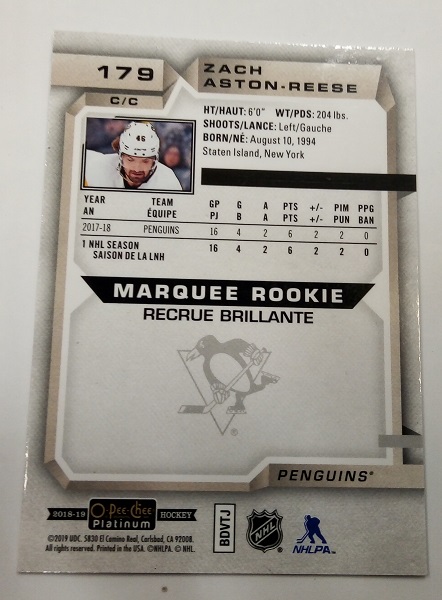 179
ZACH
ASTON-REESE
C/C
HT/HAUT: 6'0" WT/PDS: 204 lbs.
SHOOTS/LANCE: Left/Gauche
BORN/NÉ: August 10, 1994
Staten Island, New York
46
YEAR TEAM GP G A PTS +/- PIM PPG
AN ÉQUIPE PJ B A PTS +/- PUN BAN
2017-18 PENGUINS 16 4 2 6 2 2 0
1 NHL SEASON 16 4 2 6 2 2 0
SAISON DE LA LNH
MARQUEE ROOKIE
RECRUE BRILLANTE
®
PENGUINS®
2018-19 O-Pee-Chee HOCKEY
Platinum
BDVTJ
NHL
NHLPA
©2019 UDC. 5830 El Camino Real, Carlsbad, CA 92008.
All rights reserved. Printed in the USA. ©NHLPA. © NHL.